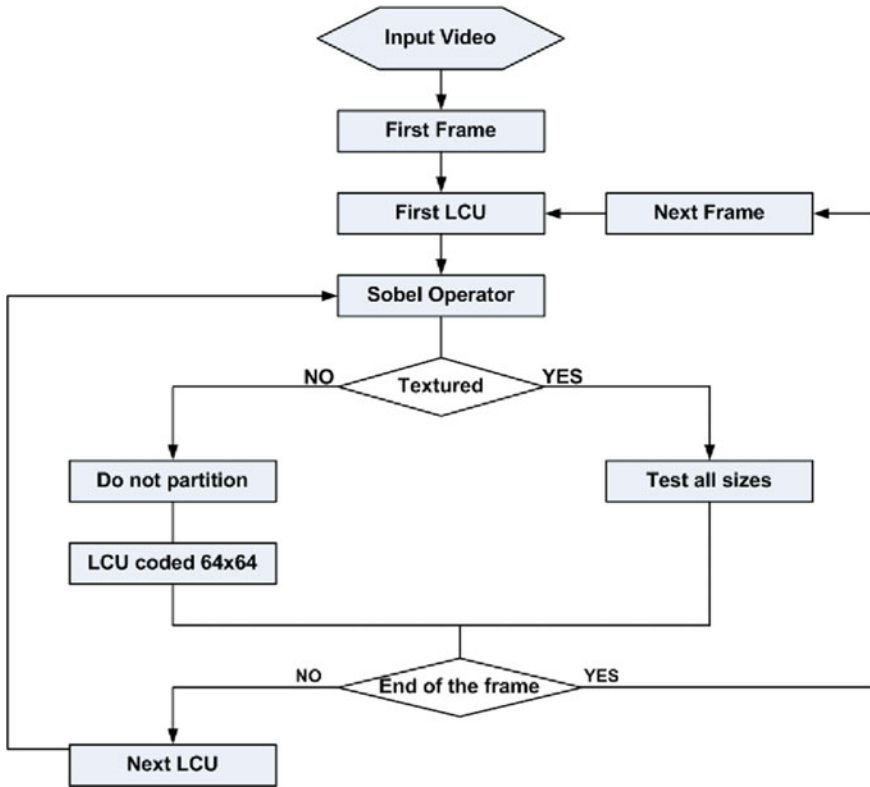 Input Video
First Frame
First LCU
Next Frame
Sobel Operator
NO
Textured
YES
Do not partition
Test all sizes
LCU coded 64x64
NO
End of the frame
YES
Next LCU